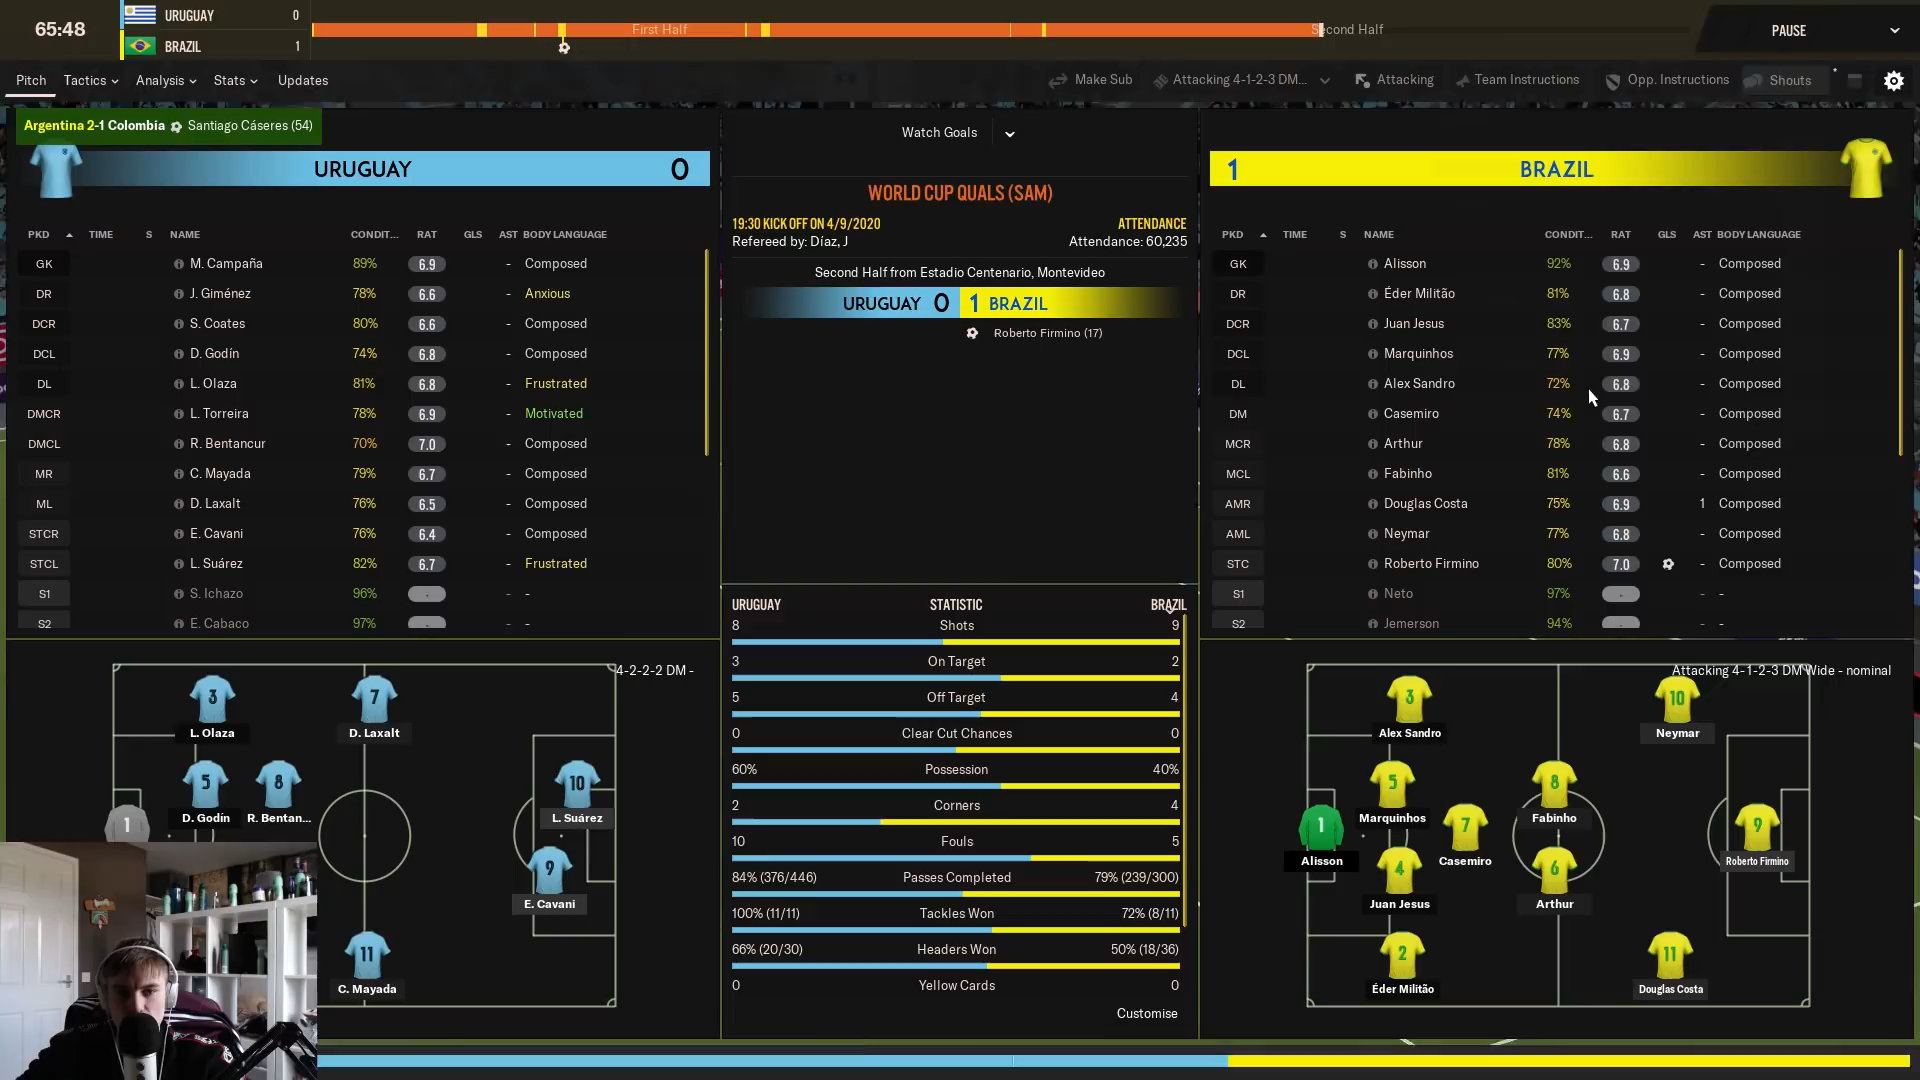 65:48
URUGUAY 0
BRAZIL 1
First Half
Second Half
PAUSE
Pitch Tactics Analysis Stats Updates
Make Sub Attacking 4-1-2-3 DM... Attacking Team Instructions Opp. Instructions Shouts
Argentina 2-1 Colombia Santiago Cáseres (54)
URUGUAY 0
PKD TIME S NAME CONDIT... RAT GLS AST BODY LANGUAGE
GK M. Campaña 89% 6.9 - Composed
DR J. Giménez 78% 6.6 - Anxious
DCR S. Coates 80% 6.6 - Composed
DCL D. Godín 74% 6.8 - Composed
DL L. Olaza 81% 6.8 - Frustrated
DMCR L. Torreira 78% 6.9 - Motivated
DMCL R. Bentancur 70% 7.0 - Composed
MR C. Mayada 79% 6.7 - Composed
ML D. Laxalt 76% 6.5 - Composed
STCR E. Cavani 76% 6.4 - Composed
STCL L. Suárez 82% 6.7 - Frustrated
S1 S. Ichazo 96% - - -
S2 E. Cabaco 97% - - -
Watch Goals
WORLD CUP QUALS (SAM)
19:30 KICK OFF ON 4/9/2020 ATTENDANCE
Refereed by: Díaz, J Attendance: 60,235
Second Half from Estadio Centenario, Montevideo
URUGUAY 0 1 BRAZIL
Roberto Firmino (17)
URUGUAY STATISTIC BRAZIL
8 Shots 9
3 On Target 2
5 Off Target 4
0 Clear Cut Chances 0
60% Possession 40%
2 Corners 4
10 Fouls 5
84% (376/446) Passes Completed 79% (239/300)
100% (11/11) Tackles Won 72% (8/11)
66% (20/30) Headers Won 50% (18/36)
0 Yellow Cards 0
Customise
1 BRAZIL
PKD TIME S NAME CONDIT... RAT GLS AST BODY LANGUAGE
GK Alisson 92% 6.9 - Composed
DR Éder Militão 81% 6.8 - Composed
DCR Juan Jesus 83% 6.7 - Composed
DCL Marquinhos 77% 6.9 - Composed
DL Alex Sandro 72% 6.8 - Composed
DM Casemiro 74% 6.7 - Composed
MCR Arthur 78% 6.8 - Composed
MCL Fabinho 81% 6.6 - Composed
AMR Douglas Costa 75% 6.9 1 Composed
AML Neymar 77% 6.8 - Composed
STC Roberto Firmino 80% 7.0 - Composed
S1 Neto 97% - - -
S2 Jemerson 94% - - -
4-2-2-2 DM -
3
L. Olaza
7
D. Laxalt
5
D. Godín
8
R. Bentan...
10
L. Suárez
1
9
E. Cavani
11
C. Mayada
Attacking 4-1-2-3 DM Wide - nominal
3
Alex Sandro
10
Neymar
5
Marquinhos
8
Fabinho
1
Alisson
7
Casemiro
9
Roberto Firmino
4
Juan Jesus
6
Arthur
2
Éder Militão
11
Douglas Costa